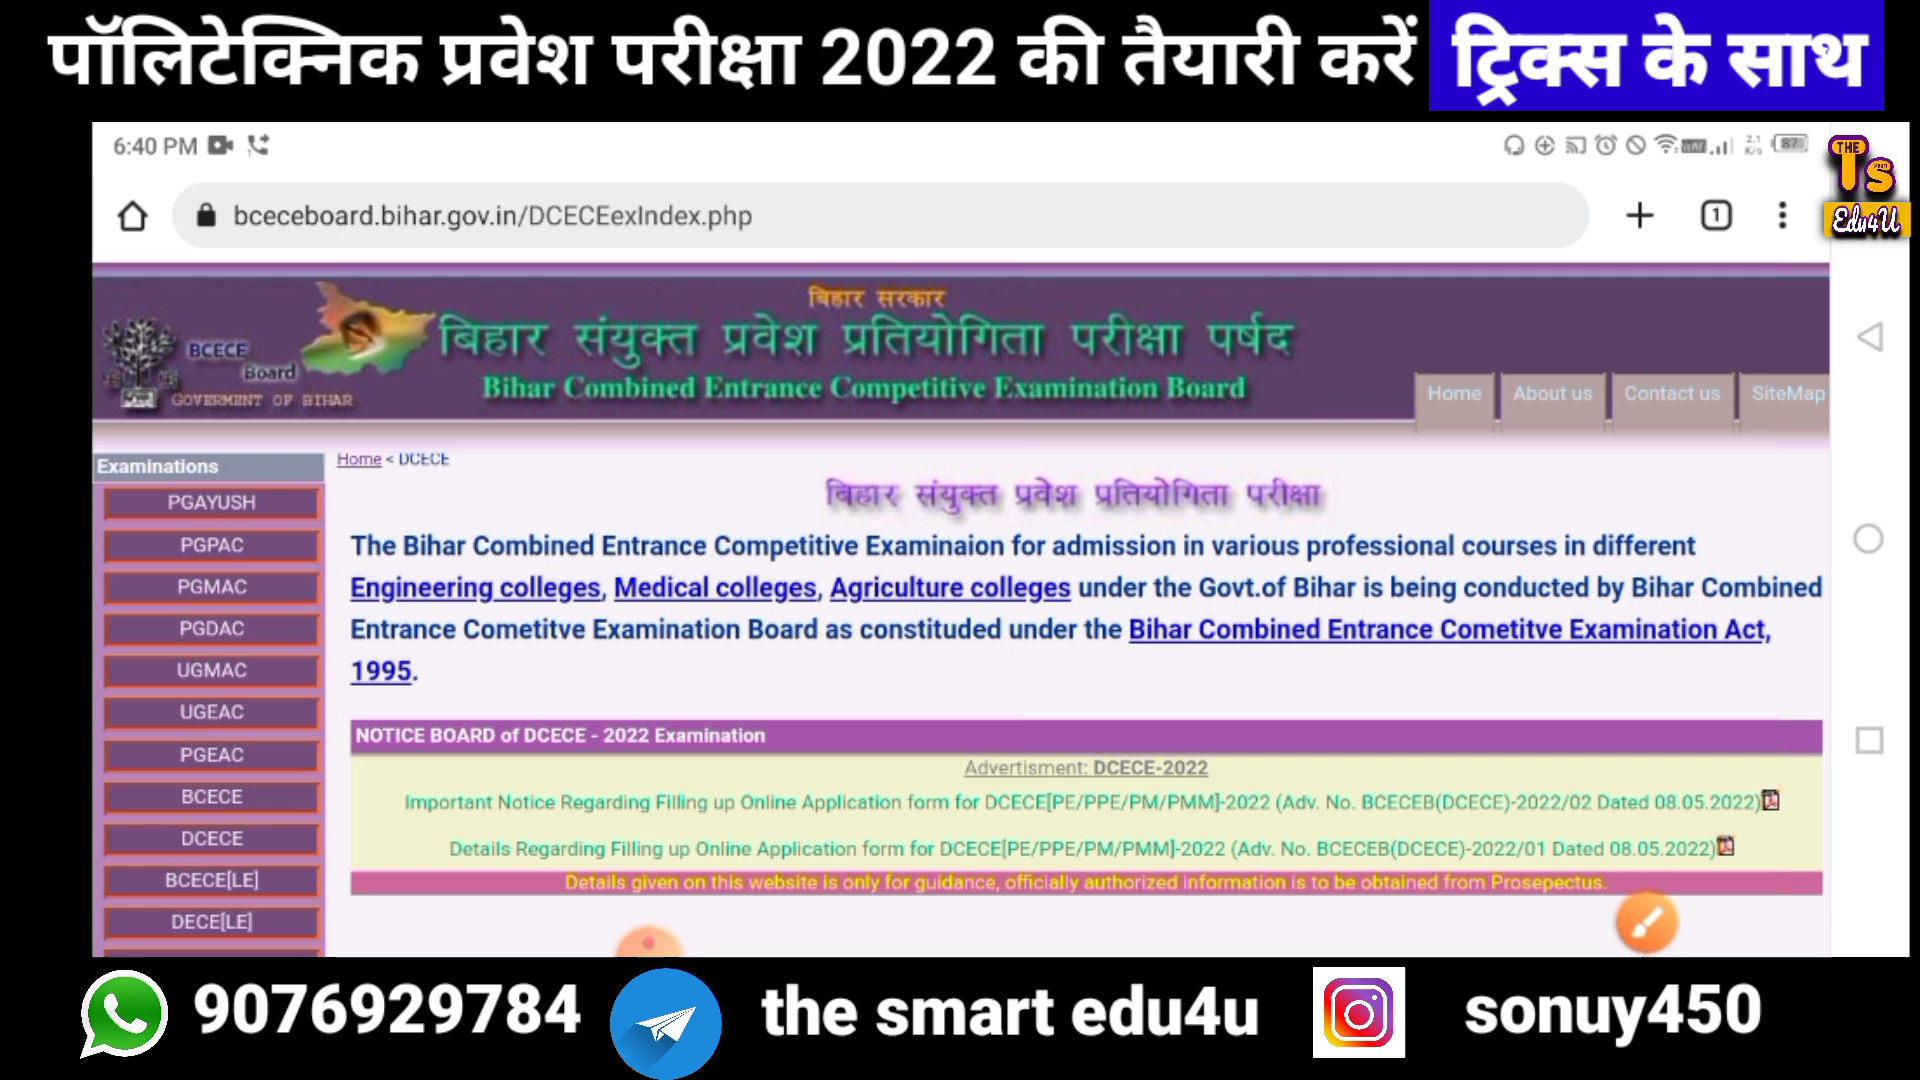 पॉलिटेक्निक प्रवेश परीक्षा 2022 की तैयारी करें ट्रिक्स के साथ
6:40 PM
2.1
K/s
87
THE
Ts
Edu4U
bceceboard.bihar.gov.in/DCECEexIndex.php
1
बिहार सरकार
बिहार संयुक्त प्रवेश प्रतियोगिता परीक्षा पर्षद
BCECE
Board
Bihar Combined Entrance Competitive Examination Board
GOVERMENT OF BIHAR
Home About us Contact us SiteMap
Examinations
PGAYUSH
PGPAC
PGMAC
PGDAC
UGMAC
UGEAC
PGEAC
BCECE
DCECE
BCECE[LE]
DECE[LE]
Home < DCECE
बिहार संयुक्त प्रवेश प्रतियोगिता परीक्षा
The Bihar Combined Entrance Competitive Examinaion for admission in various professional courses in different
Engineering colleges, Medical colleges, Agriculture colleges under the Govt.of Bihar is being conducted by Bihar Combined
Entrance Cometitve Examination Board as constituded under the Bihar Combined Entrance Cometitve Examination Act,
1995.
NOTICE BOARD of DCECE - 2022 Examination
Advertisment: DCECE-2022
Important Notice Regarding Filling up Online Application form for DCECE[PE/PPE/PM/PMM]-2022 (Adv. No. BCECEB(DCECE)-2022/02 Dated 08.05.2022)
Details Regarding Filling up Online Application form for DCECE[PE/PPE/PM/PMM]-2022 (Adv. No. BCECEB(DCECE)-2022/01 Dated 08.05.2022)
Details given on this website is only for guidance, officially authorized information is to be obtained from Prosepectus.
9076929784 the smart edu4u sonuy450